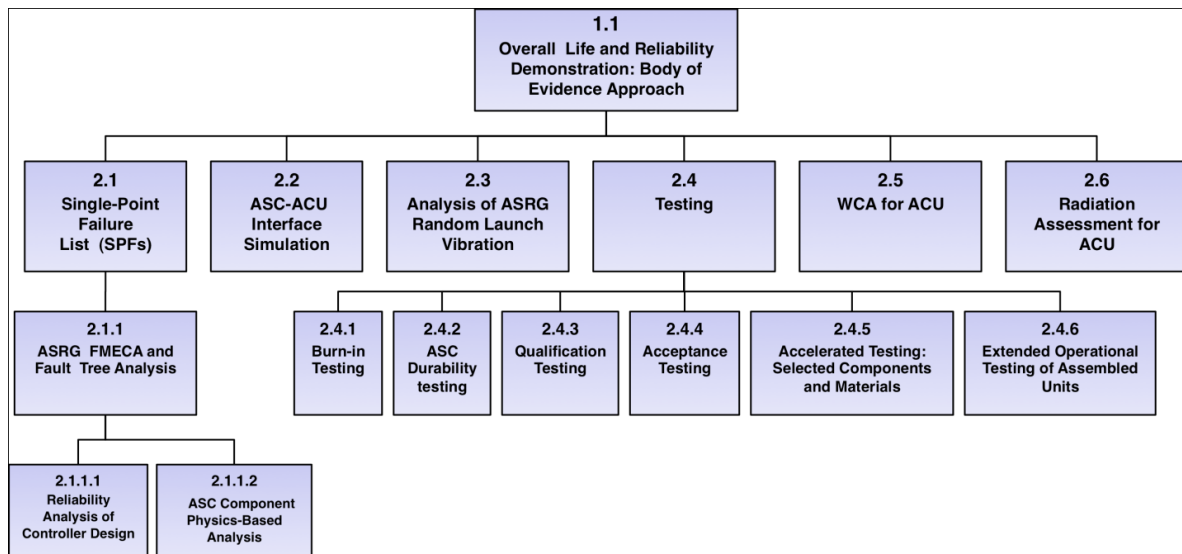 1.1
Overall Life and Reliability
Demonstration: Body of
Evidence Approach
2.1
Single-Point
Failure
List (SPFs)
2.2
ASC-ACU
Interface
Simulation
2.3
Analysis of ASRG
Random Launch
Vibration
2.4
Testing
2.5
WCA for ACU
2.6
Radiation
Assessment for
ACU
2.1.1
ASRG FMECA and
Fault Tree Analysis
2.4.1
Burn-in
Testing
2.4.2
ASC
Durability
testing
2.4.3
Qualification
Testing
2.4.4
Acceptance
Testing
2.4.5
Accelerated Testing:
Selected Components
and Materials
2.4.6
Extended Operational
Testing of Assembled
Units
2.1.1.1
Reliability
Analysis of
Controller Design
2.1.1.2
ASC Component
Physics-Based
Analysis